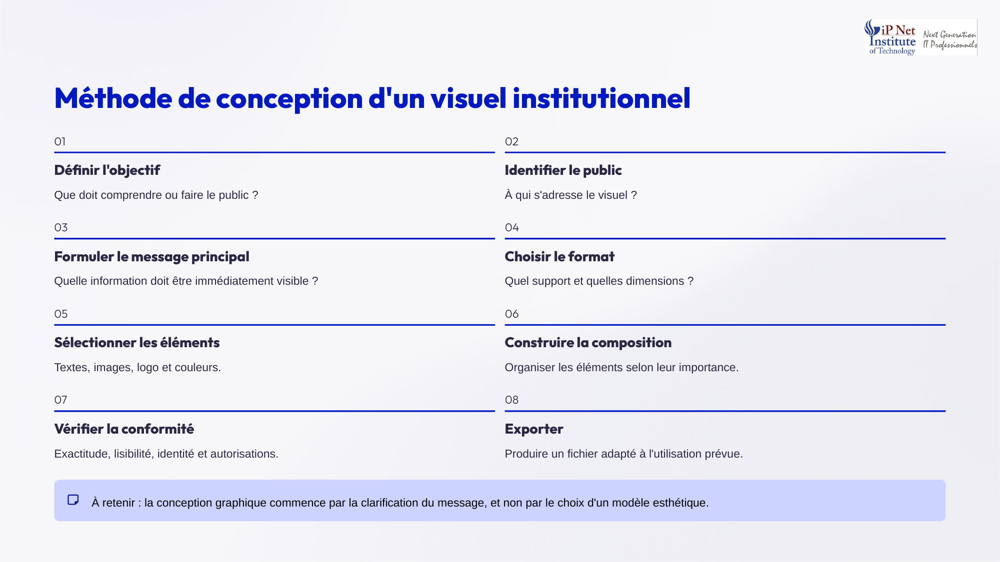 iP Net
Institute
of Technology
Next Generation
IT Professionnels
Méthode de conception d'un visuel institutionnel
01
Définir l'objectif
Que doit comprendre ou faire le public ?
02
Identifier le public
À qui s'adresse le visuel ?
03
Formuler le message principal
Quelle information doit être immédiatement visible ?
04
Choisir le format
Quel support et quelles dimensions ?
05
Sélectionner les éléments
Textes, images, logo et couleurs.
06
Construire la composition
Organiser les éléments selon leur importance.
07
Vérifier la conformité
Exactitude, lisibilité, identité et autorisations.
08
Exporter
Produire un fichier adapté à l'utilisation prévue.
À retenir : la conception graphique commence par la clarification du message, et non par le choix d'un modèle esthétique.